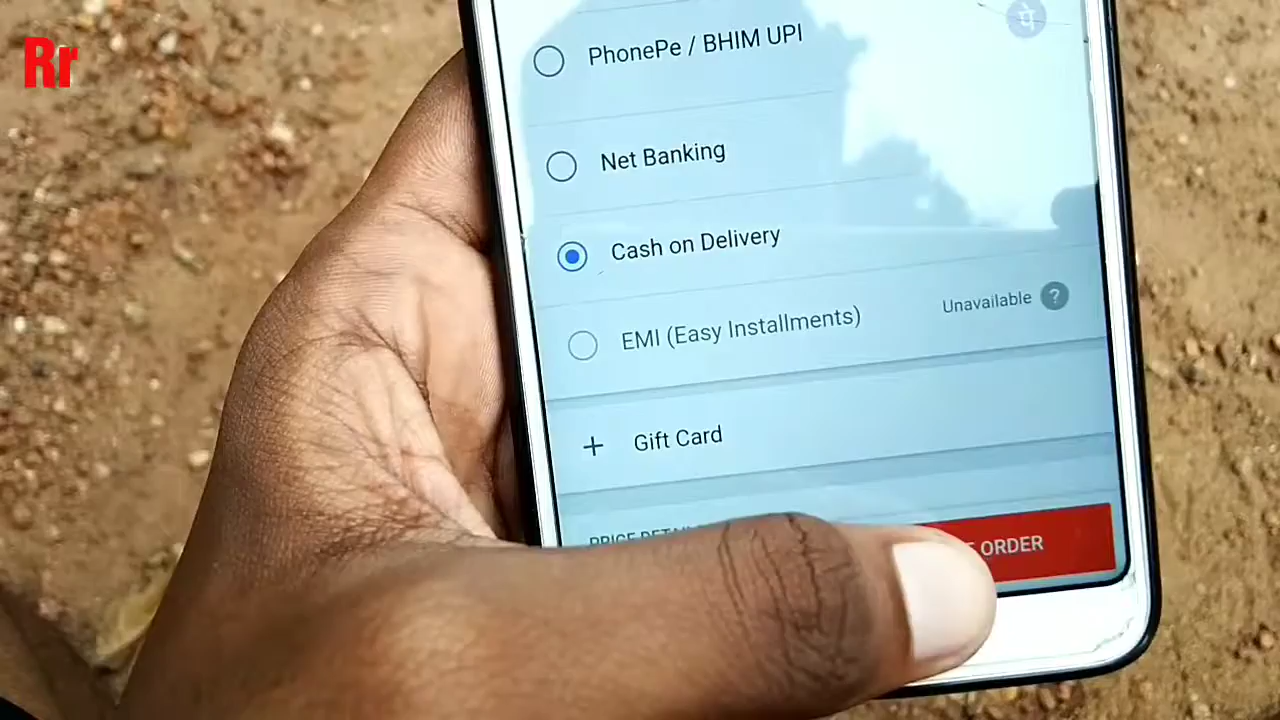 Rr
PhonePe / BHIM UPI
पे
Net Banking
Cash on Delivery
EMI (Easy Installments)
Unavailable ?
+ Gift Card
ORDER